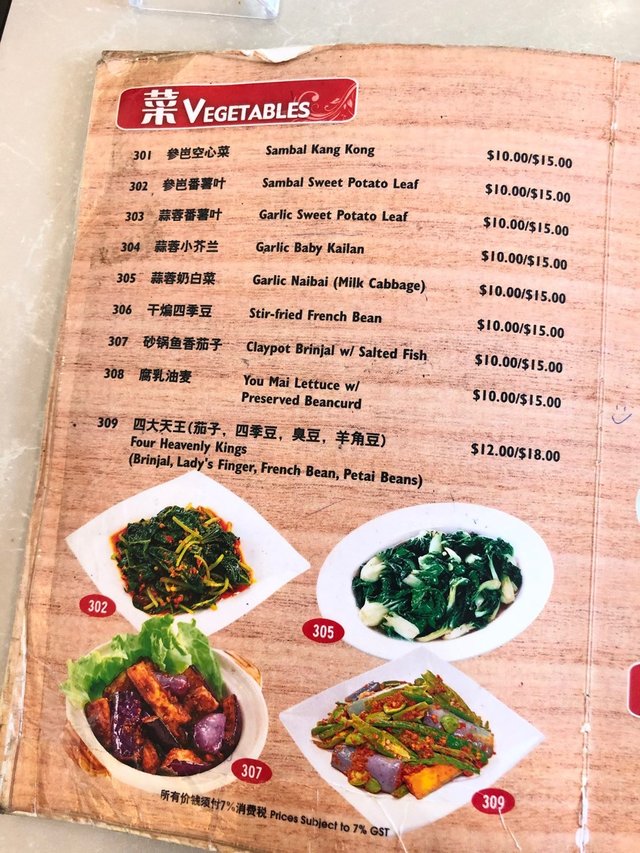 菜 VEGETABLES
301 參岜空心菜 Sambal Kang Kong $10.00/$15.00
302 參岜番薯叶 Sambal Sweet Potato Leaf $10.00/$15.00
303 蒜蓉番薯叶 Garlic Sweet Potato Leaf $10.00/$15.00
304 蒜蓉小芥兰 Garlic Baby Kailan $10.00/$15.00
305 蒜蓉奶白菜 Garlic Naibai (Milk Cabbage) $10.00/$15.00
306 干煸四季豆 Stir-fried French Bean $10.00/$15.00
307 砂锅鱼香茄子 Claypot Brinjal w/ Salted Fish $10.00/$15.00
308 腐乳油麦 You Mai Lettuce w/ $10.00/$15.00
Preserved Beancurd
309 四大天王(茄子，四季豆，臭豆，羊角豆) $12.00/$18.00
Four Heavenly Kings
(Brinjal, Lady's Finger, French Bean, Petai Beans)
302
305
307
309
所有价钱须付7%消费税 Prices Subject to 7% GST